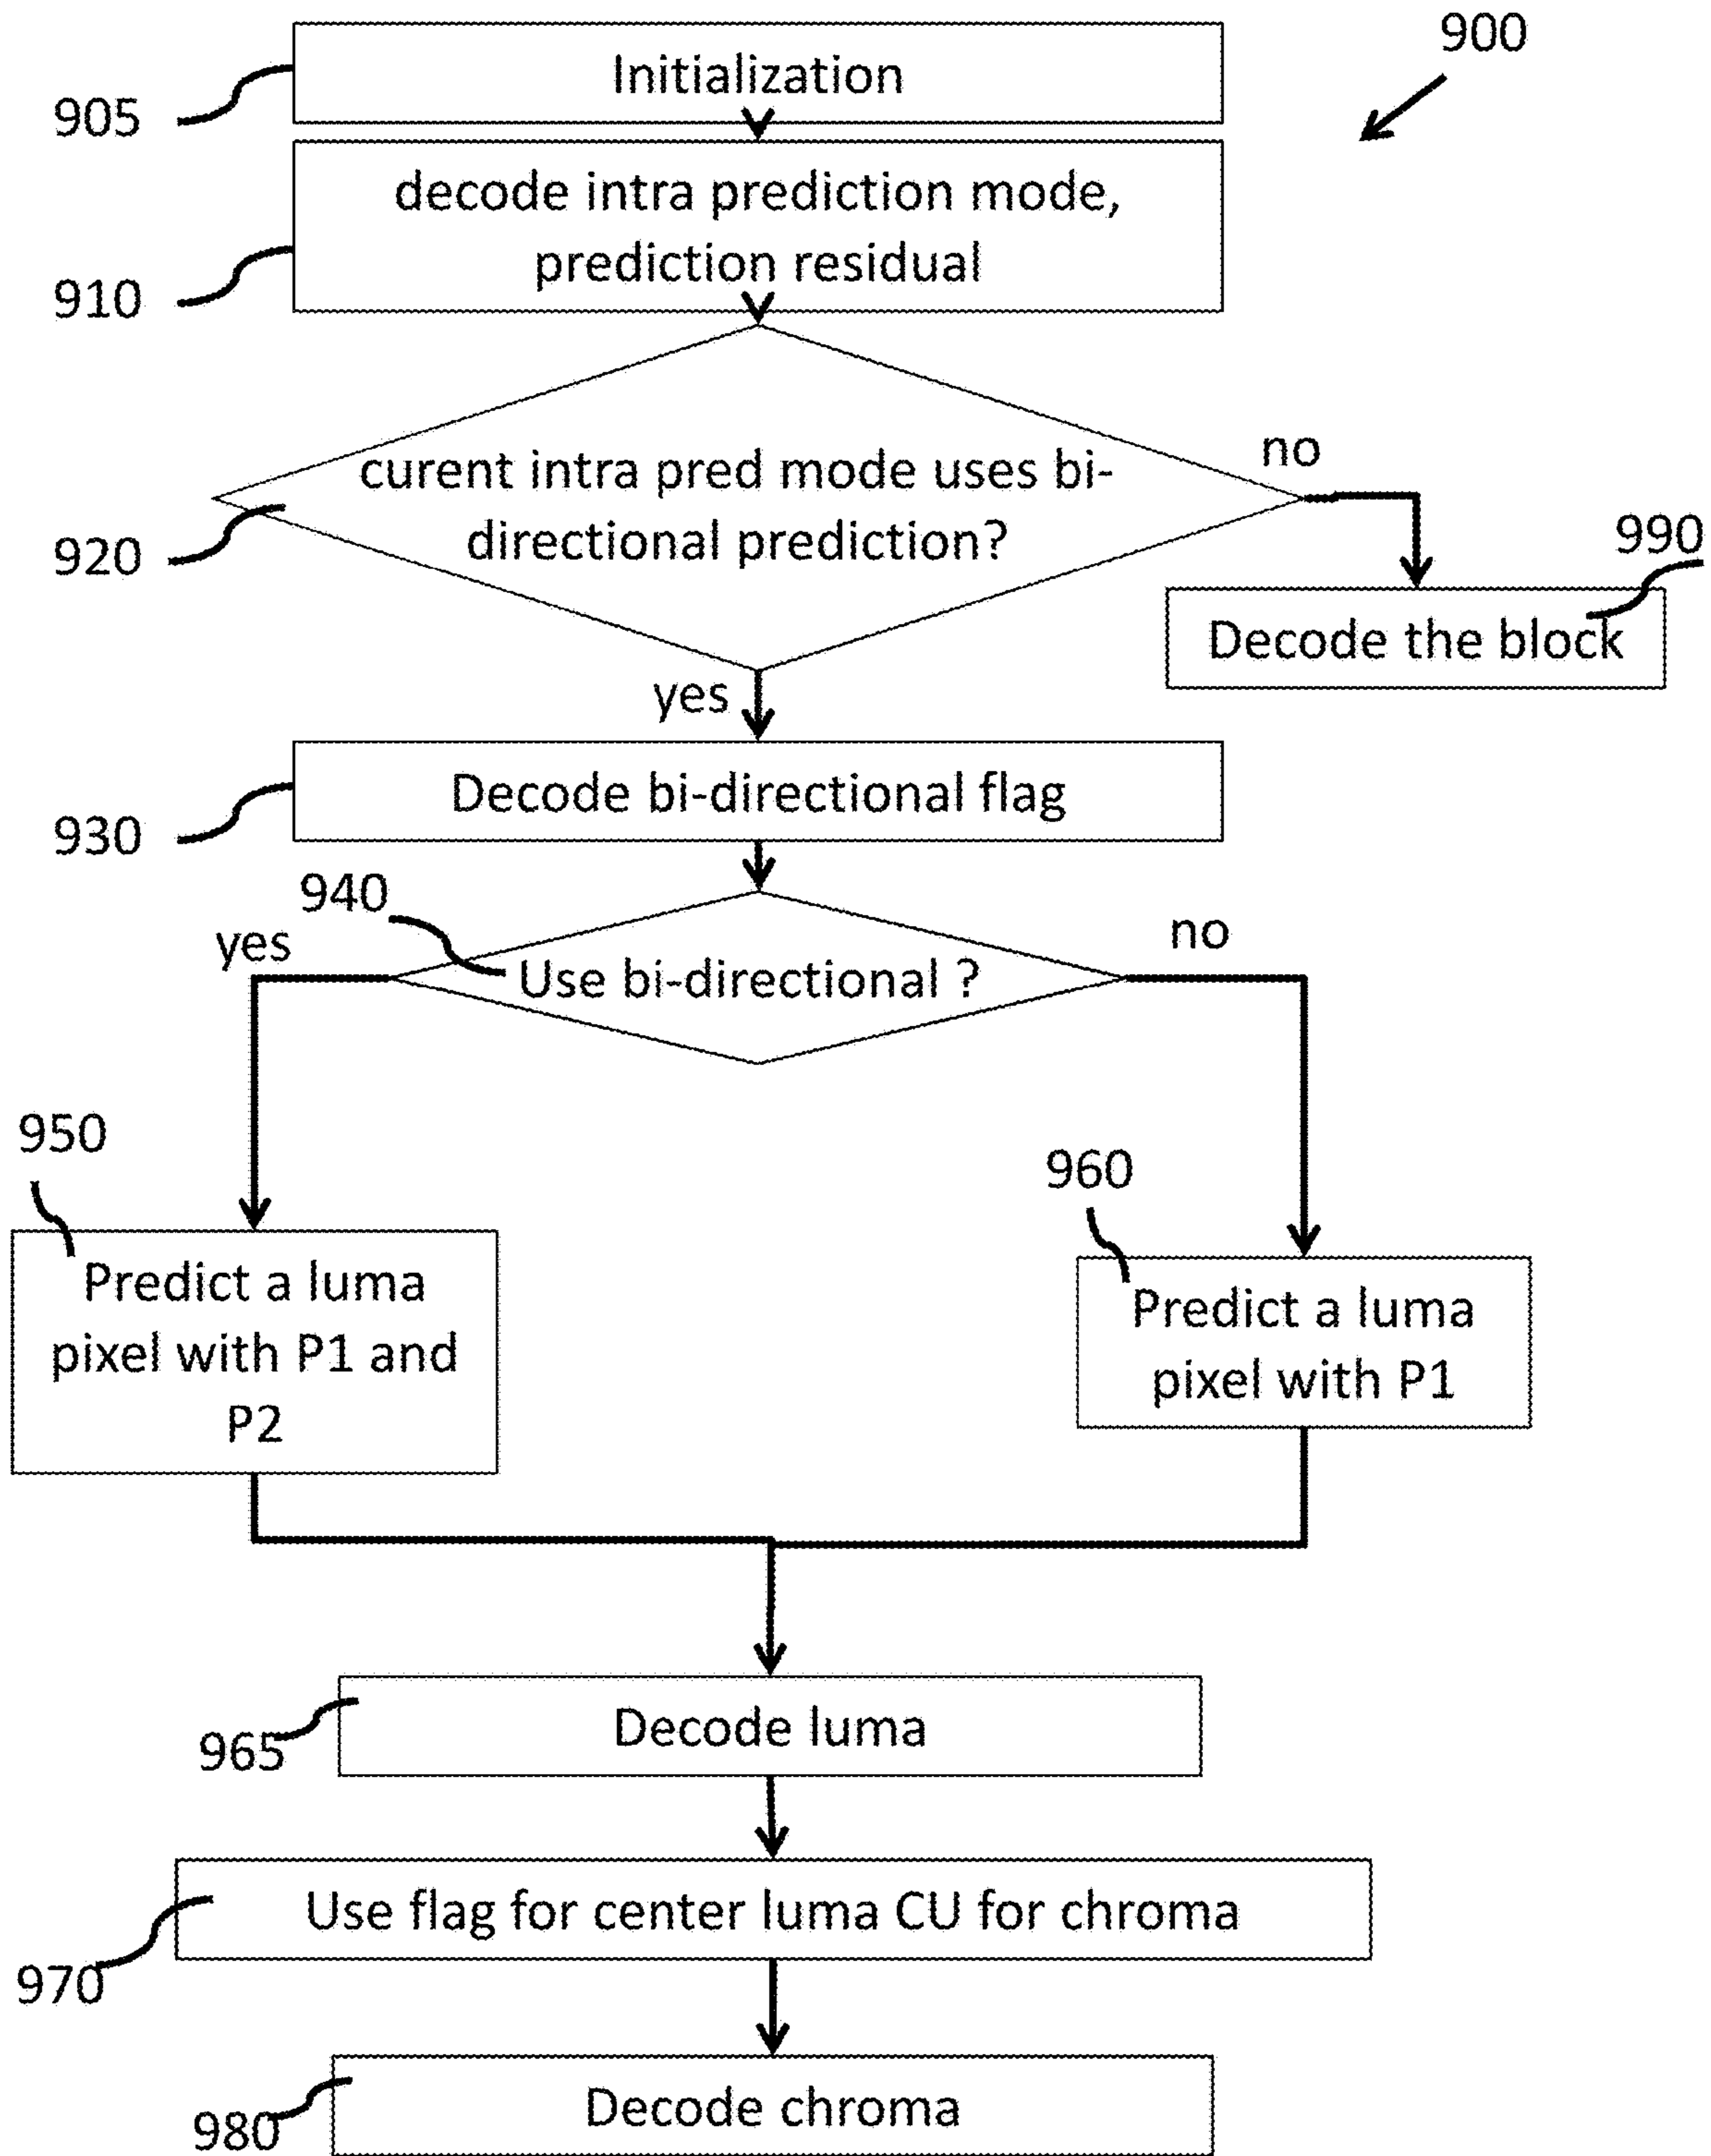 900
Initialization
905
decode intra prediction mode,
prediction residual
910
curent intra pred mode uses bi-
directional prediction?
920
no
990
Decode the block
yes
Decode bi-directional flag
930
940
yes
no
Use bi-directional ?
950
960
Predict a luma
pixel with P1 and
P2
Predict a luma
pixel with P1
Decode luma
965
Use flag for center luma CU for chroma
970
Decode chroma
980